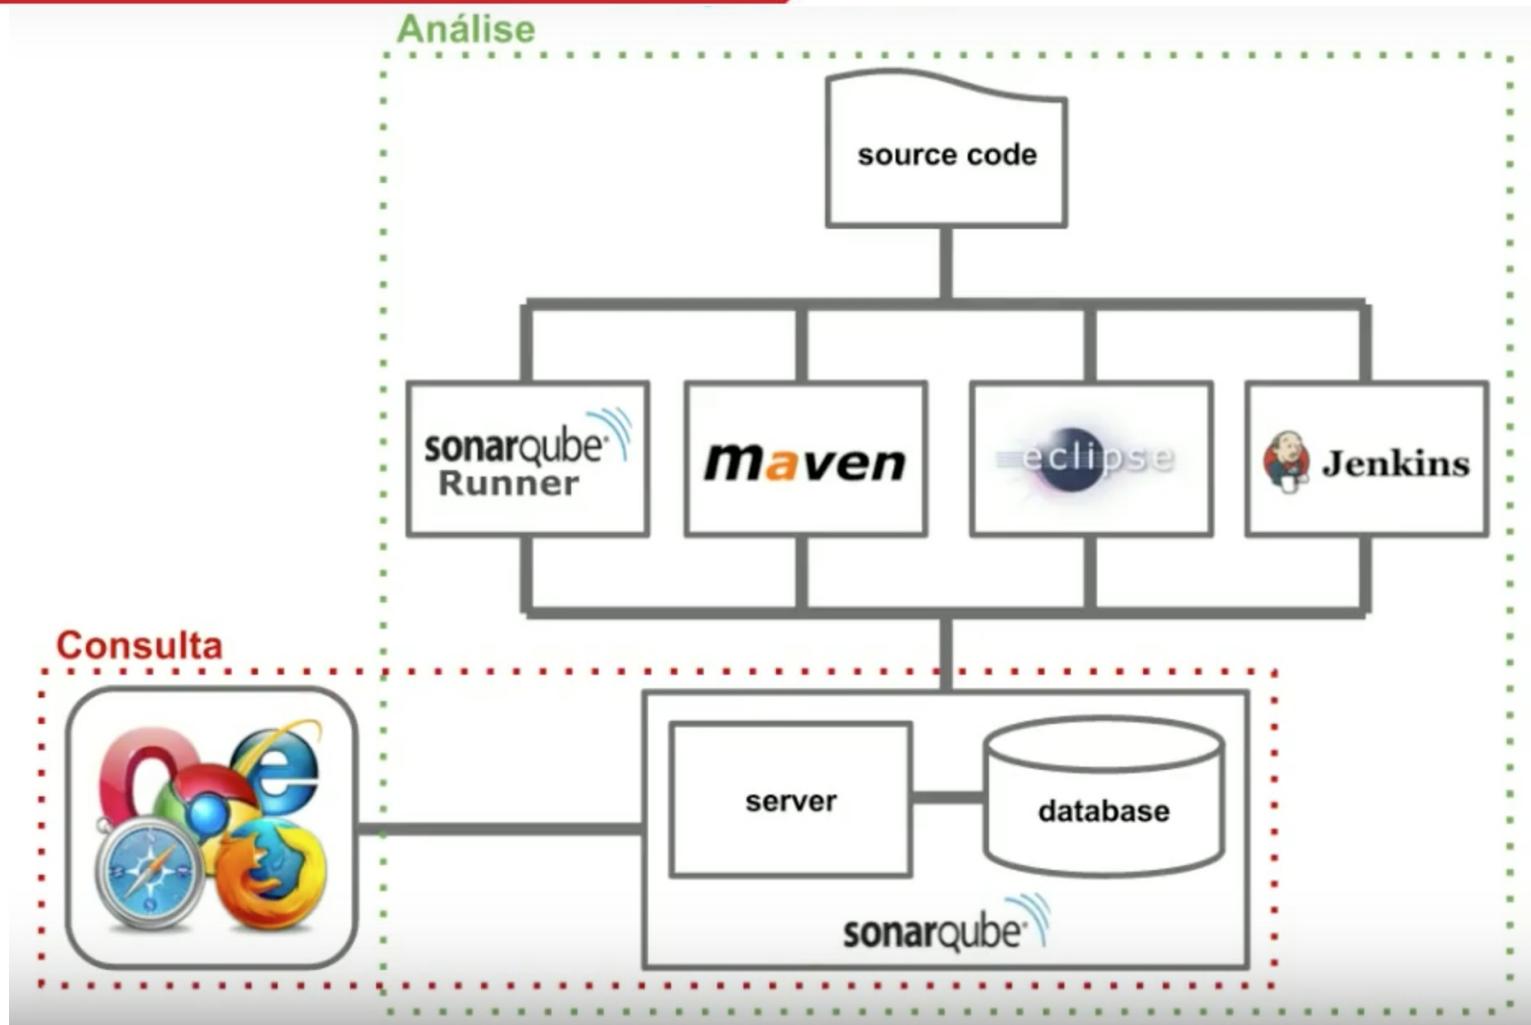 Análise
source code
sonarqube
Runner
maven
eclipse
Jenkins
Consulta
server
database
sonarqube